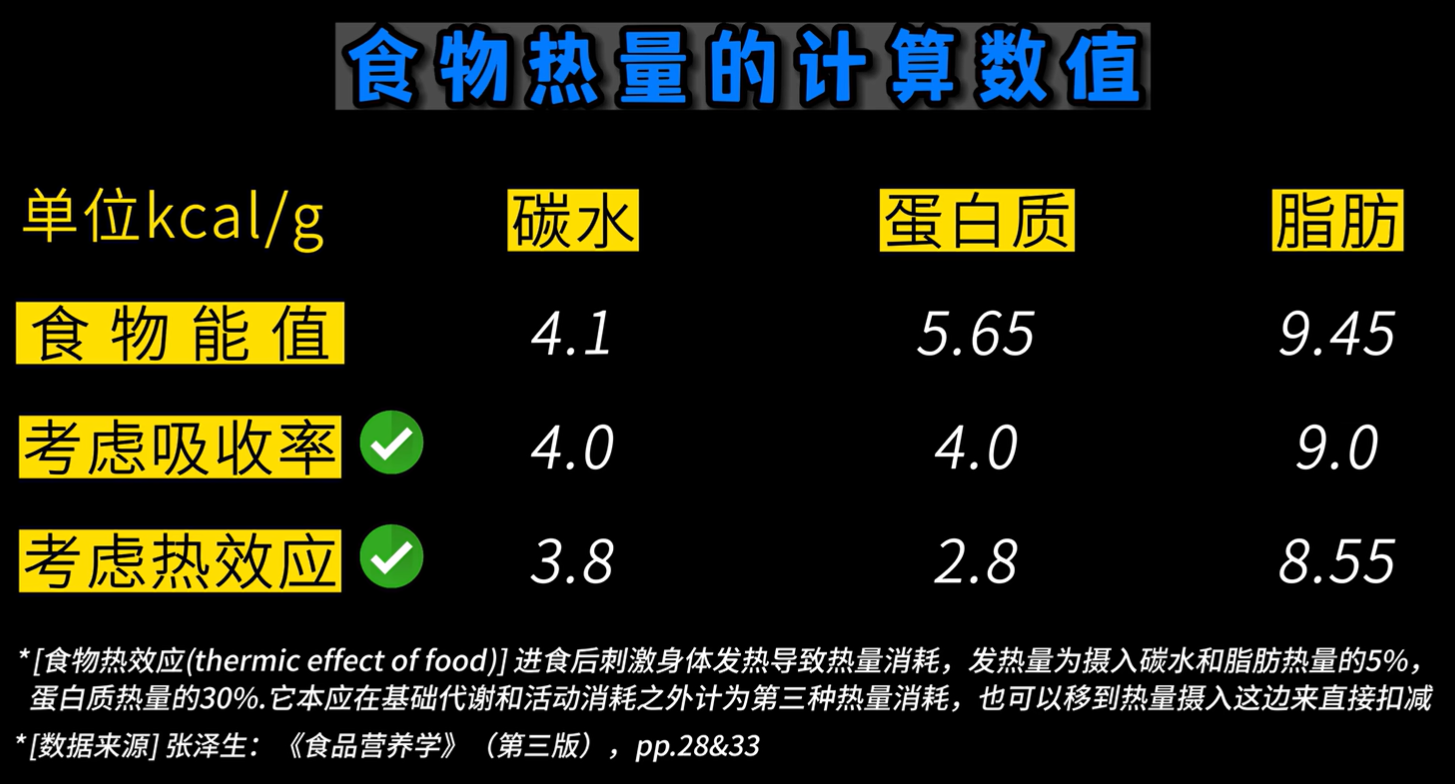 食物热量的计算数值
单位kcal/g 碳水 蛋白质 脂肪
食物能值 4.1 5.65 9.45
考虑吸收率 4.0 4.0 9.0
考虑热效应 3.8 2.8 8.55
*[食物热效应(thermic effect of food)] 进食后刺激身体发热导致热量消耗，发热量为摄入碳水和脂肪热量的5%，
蛋白质热量的30%.它本应在基础代谢和活动消耗之外计为第三种热量消耗，也可以移到热量摄入这边来直接扣减
*[数据来源] 张泽生：《食品营养学》（第三版），pp.28&33